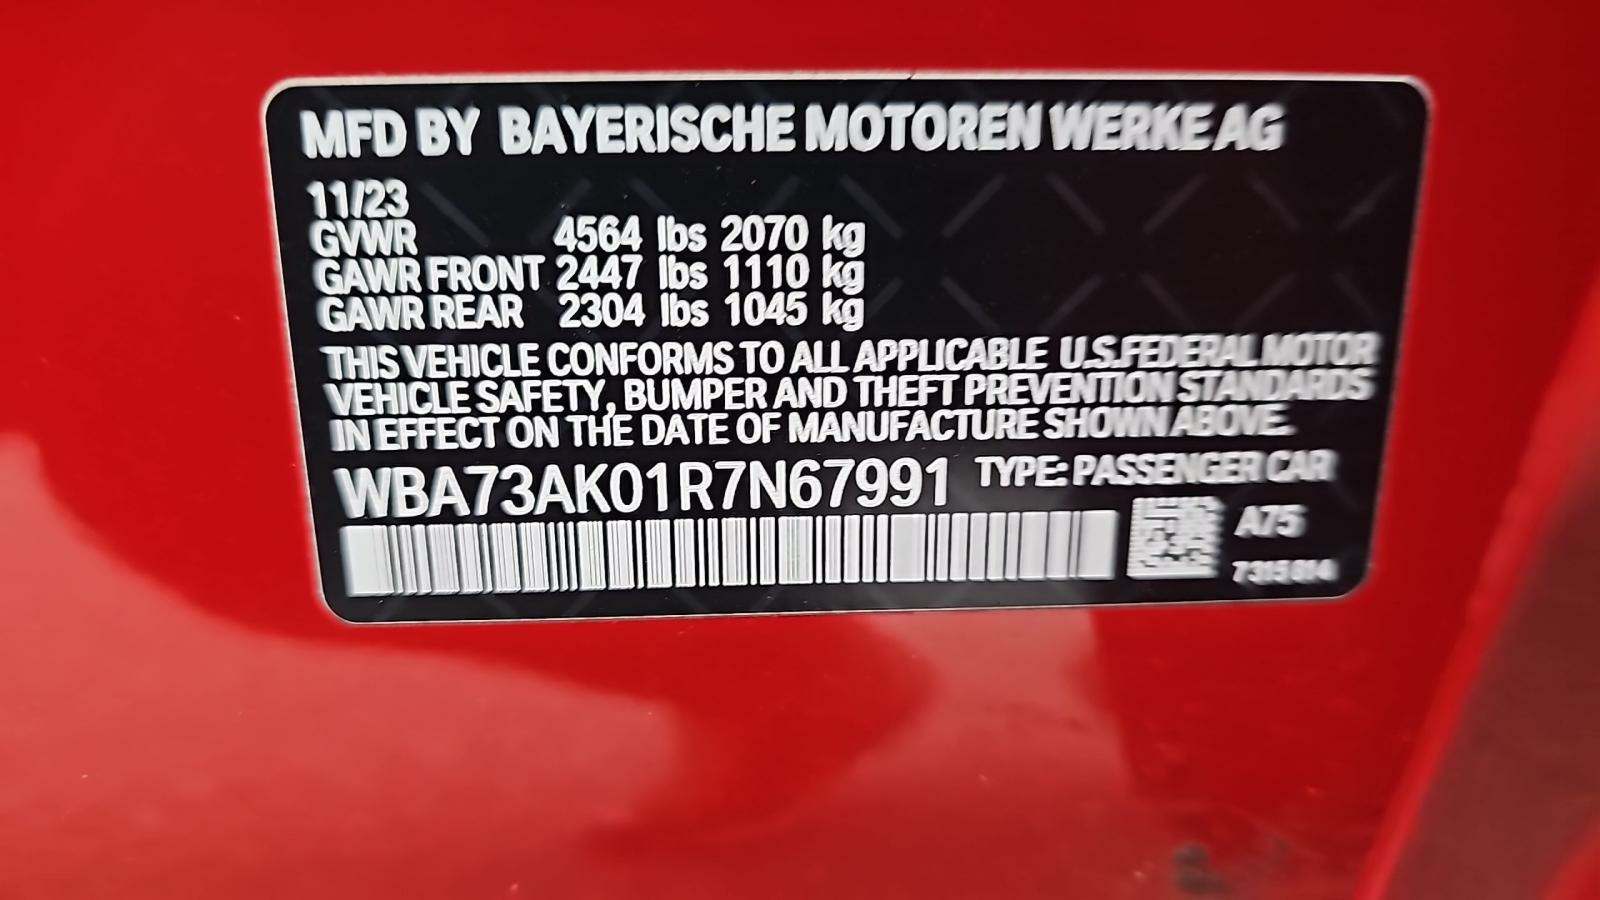 MFD BY BAYERISCHE MOTOREN WERKE AG
11/23
GVWR 4564 lbs 2070 kg
GAWR FRONT 2447 lbs 1110 kg
GAWR REAR 2304 lbs 1045 kg
THIS VEHICLE CONFORMS TO ALL APPLICABLE U.S.FEDERAL MOTOR
VEHICLE SAFETY, BUMPER AND THEFT PREVENTION STANDARDS
IN EFFECT ON THE DATE OF MANUFACTURE SHOWN ABOVE.
WBA73AK01R7N67991 TYPE: PASSENGER CAR
A75